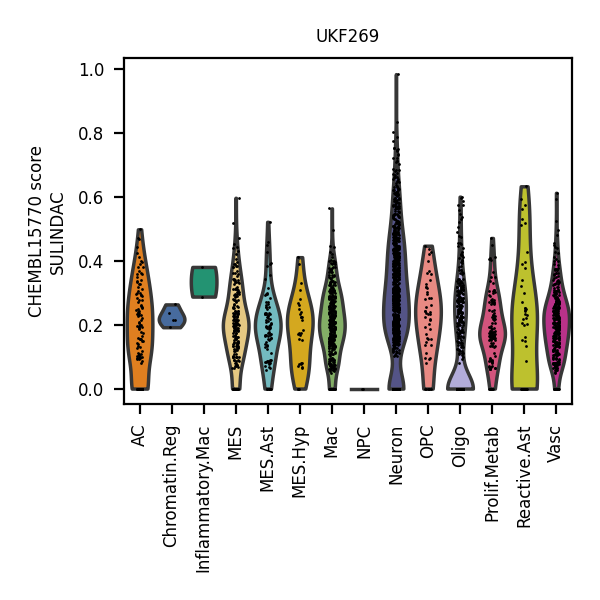 UKF269
CHEMBL15770 score
SULINDAC
1.0
0.8
0.6
0.4
0.2
0.0
AC
Chromatin.Reg
Inflammatory.Mac
MES
MES.Ast
MES.Hyp
Mac
NPC
Neuron
OPC
Oligo
Prolif.Metab
Reactive.Ast
Vasc